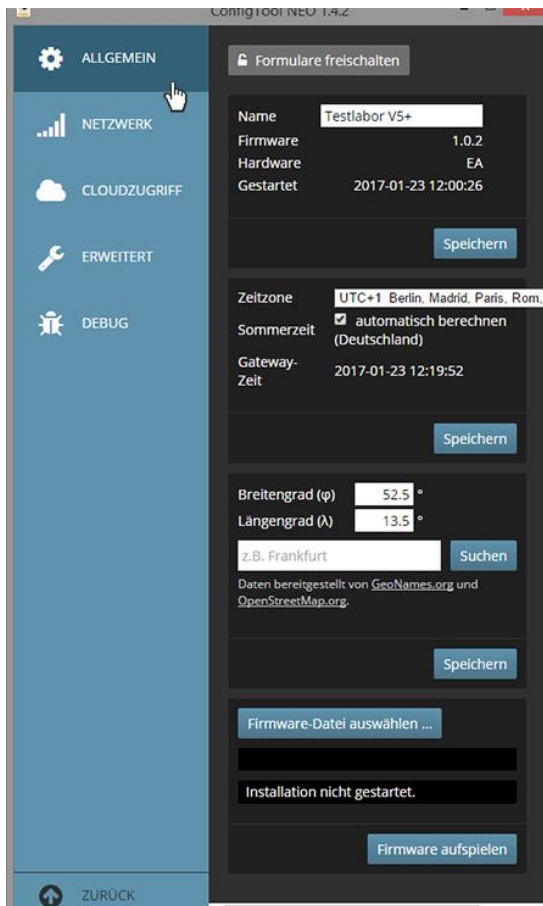 ConfigTool NEO 1.4.2
ALLGEMEIN
NETZWERK
CLOUDZUGRIFF
ERWEITERT
DEBUG
ZURÜCK
Formulare freischalten
Name Testlabor V5+
Firmware 1.0.2
Hardware EA
Gestartet 2017-01-23 12:00:26
Speichern
Zeitzone UTC+1 Berlin, Madrid, Paris, Rom,
Sommerzeit automatisch berechnen
(Deutschland)
Gateway-
Zeit 2017-01-23 12:19:52
Speichern
Breitengrad (φ) 52.5 °
Längengrad (λ) 13.5 °
z.B. Frankfurt Suchen
Daten bereitgestellt von GeoNames.org und
OpenStreetMap.org.
Speichern
Firmware-Datei auswählen ...
Installation nicht gestartet.
Firmware aufspielen